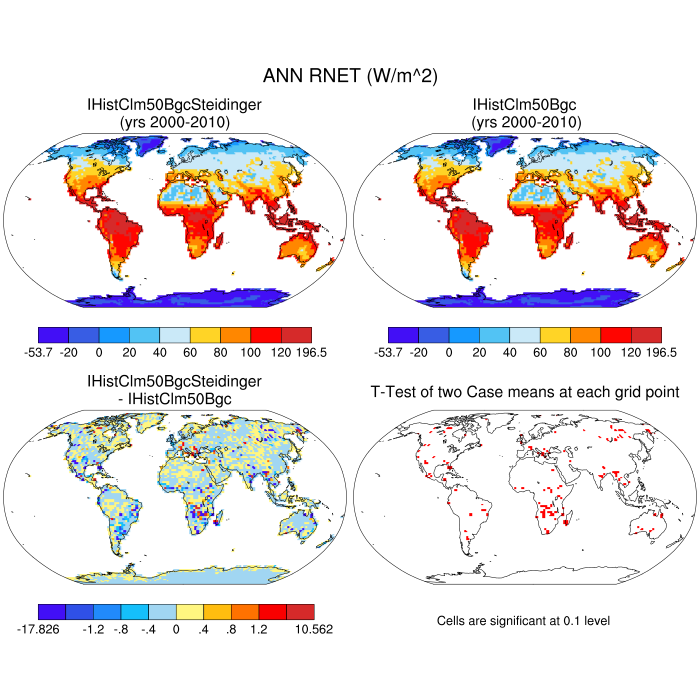 ANN RNET (W/m^2)
IHistClm50BgcSteidinger
(yrs 2000-2010)
IHistClm50Bgc
(yrs 2000-2010)
-53.7 -20 0 20 40 60 80 100 120 196.5
-53.7 -20 0 20 40 60 80 100 120 196.5
IHistClm50BgcSteidinger
- IHistClm50Bgc
T-Test of two Case means at each grid point
-17.826 -1.2 -.8 -.4 0 .4 .8 1.2 10.562
Cells are significant at 0.1 level